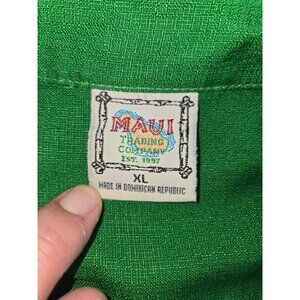 MAUI
TRADING
COMPANY
EST. 1997
XL
MADE IN DOMINICAN REPUBLIC